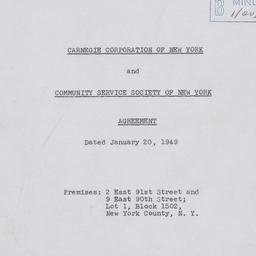 B MINU
CARNEGIE CORPORATION OF NEW YORK
and
COMMUNITY SERVICE SOCIETY OF NEW YORK
AGREEMENT
Dated January 20, 1949
Premises: 2 East 91st Street and
9 East 90th Street;
Lot 1, Block 1502,
New York County, N. Y.